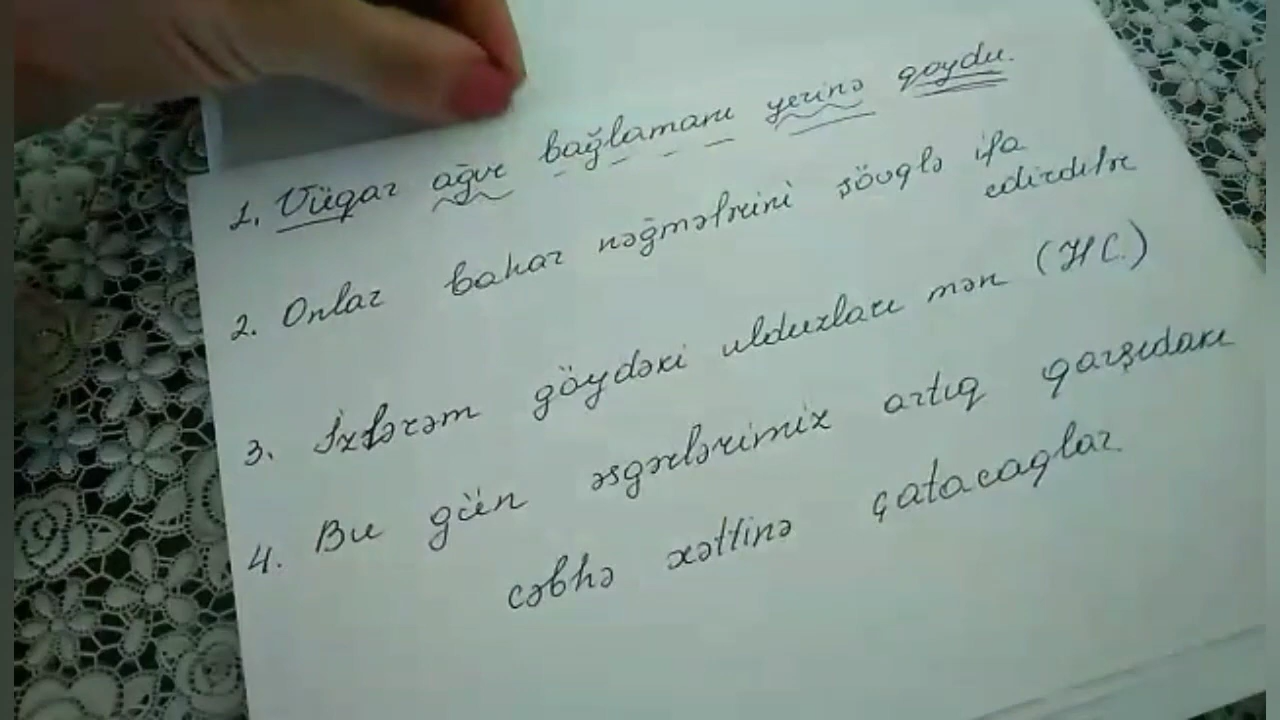 1. Vüqar ağır bağlamanı yerinə qoydu.
2. Onlar bahar nəğmələrini şövqlə ifa
edirdilər
3. İzlərəm göydəki ulduzları mən (H C.)
4. Bu gün əsgərlərimiz artıq qarşıdakı
cəbhə xəttinə çatacaqlar